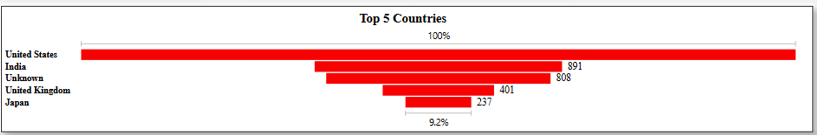 Top 5 Countries
100%
United States
India 891
Unknown 808
United Kingdom 401
Japan 237
9.2%